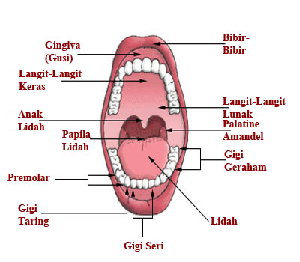 Bibir-
Bibir
Gingiva
(Gusi)
Langit-Langit
Keras
Langit-Langit
Lunak
Anak
Lidah
Palatine
Amandel
Papila
Lidah
Gigi
Geraham
Premolar
Gigi
Taring
Lidah
Gigi Seri